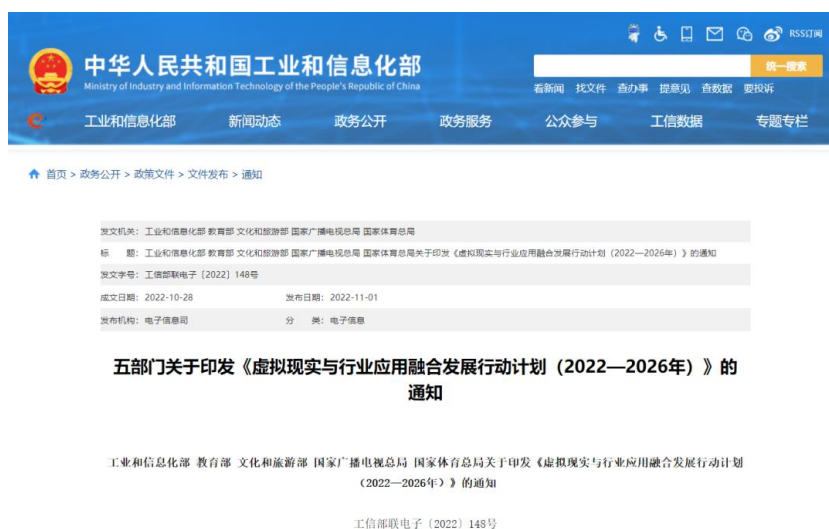 RSS订阅
中华人民共和国工业和信息化部
Ministry of Industry and Information Technology of the People's Republic of China
统一搜索
看新闻 找文件 查办事 提意见 查数据 要投诉
工业和信息化部 新闻动态 政务公开 政务服务 公众参与 工信数据 专题专栏
首页 > 政务公开 > 政策文件 > 文件发布 > 通知
发文机关：工业和信息化部 教育部 文化和旅游部 国家广播电视总局 国家体育总局
标 题：工业和信息化部 教育部 文化和旅游部 国家广播电视总局 国家体育总局关于印发《虚拟现实与行业应用融合发展行动计划（2022—2026年）》的通知
发文字号：工信部联电子〔2022〕148号
成文日期：2022-10-28 发布日期：2022-11-01
发布机构：电子信息司 分 类：电子信息
五部门关于印发《虚拟现实与行业应用融合发展行动计划（2022—2026年）》的
通知
工业和信息化部 教育部 文化和旅游部 国家广播电视总局 国家体育总局关于印发《虚拟现实与行业应用融合发展行动计划
（2022—2026年）》的通知
工信部联电子〔2022〕148号